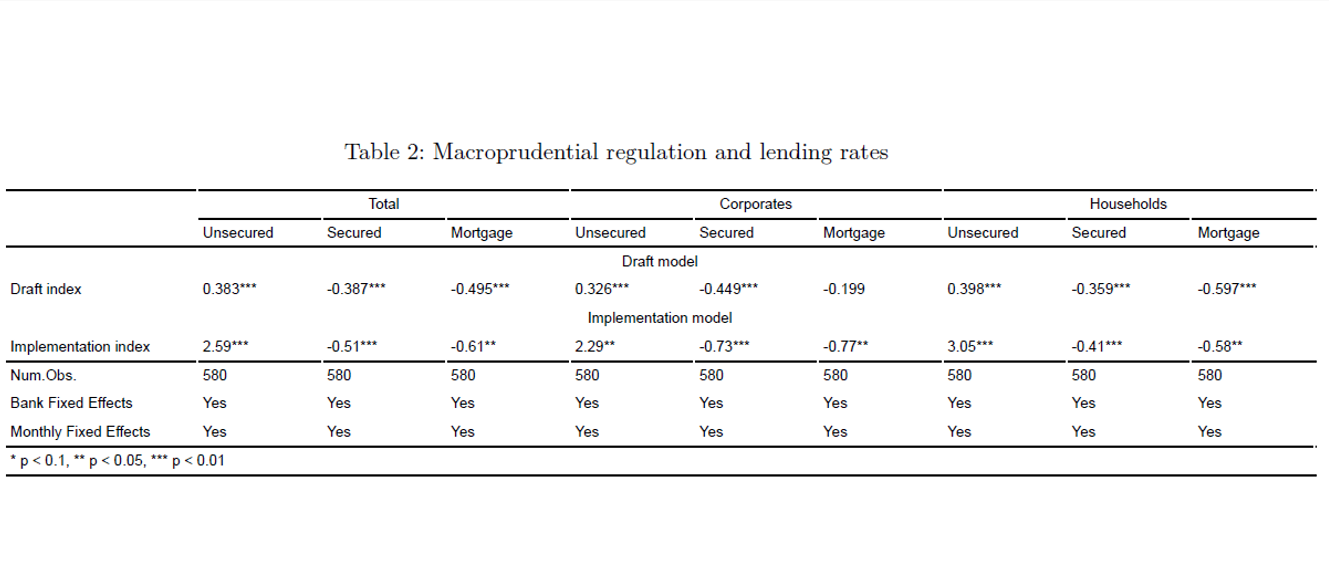 Table 2: Macroprudential regulation and lending rates
Total Corporates Households
Unsecured Secured Mortgage Unsecured Secured Mortgage Unsecured Secured Mortgage
Draft model
Draft index 0.383*** -0.387*** -0.495*** 0.326*** -0.449*** -0.199 0.398*** -0.359*** -0.597***
Implementation model
Implementation index 2.59*** -0.51*** -0.61** 2.29** -0.73*** -0.77** 3.05*** -0.41*** -0.58**
Num.Obs. 580 580 580 580 580 580 580 580 580
Bank Fixed Effects Yes Yes Yes Yes Yes Yes Yes Yes Yes
Monthly Fixed Effects Yes Yes Yes Yes Yes Yes Yes Yes Yes
* p < 0.1, ** p < 0.05, *** p < 0.01